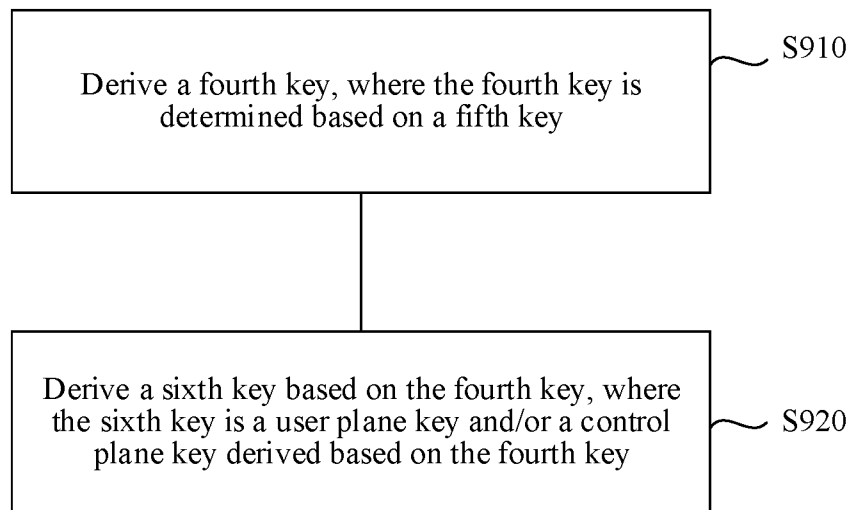 Derive a fourth key, where the fourth key is
determined based on a fifth key
S910
Derive a sixth key based on the fourth key, where
the sixth key is a user plane key and/or a control
plane key derived based on the fourth key
S920